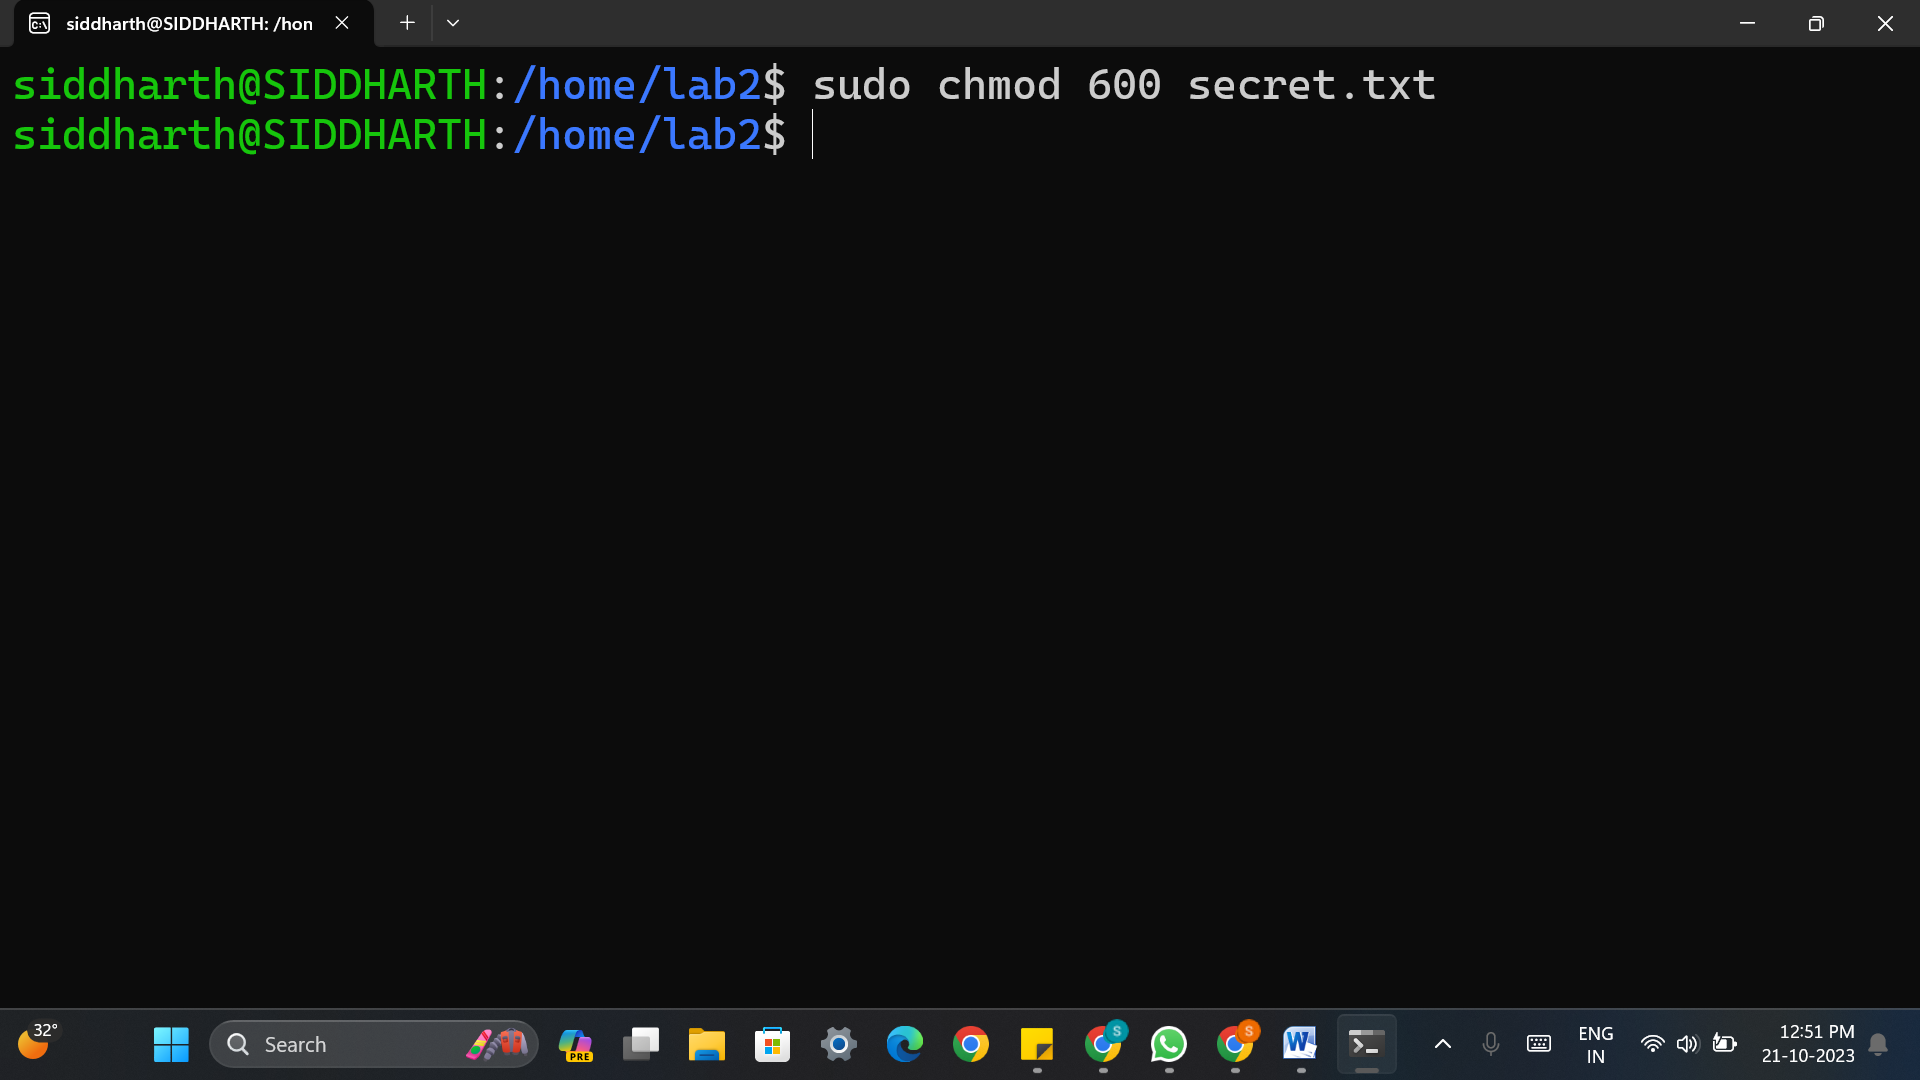 siddharth@SIDDHARTH: /hon
siddharth@SIDDHARTH:/home/lab2$ sudo chmod 600 secret.txt
siddharth@SIDDHARTH:/home/lab2$
32°
Search
PRE
S
S
W
ENG
IN
12:51 PM
21-10-2023